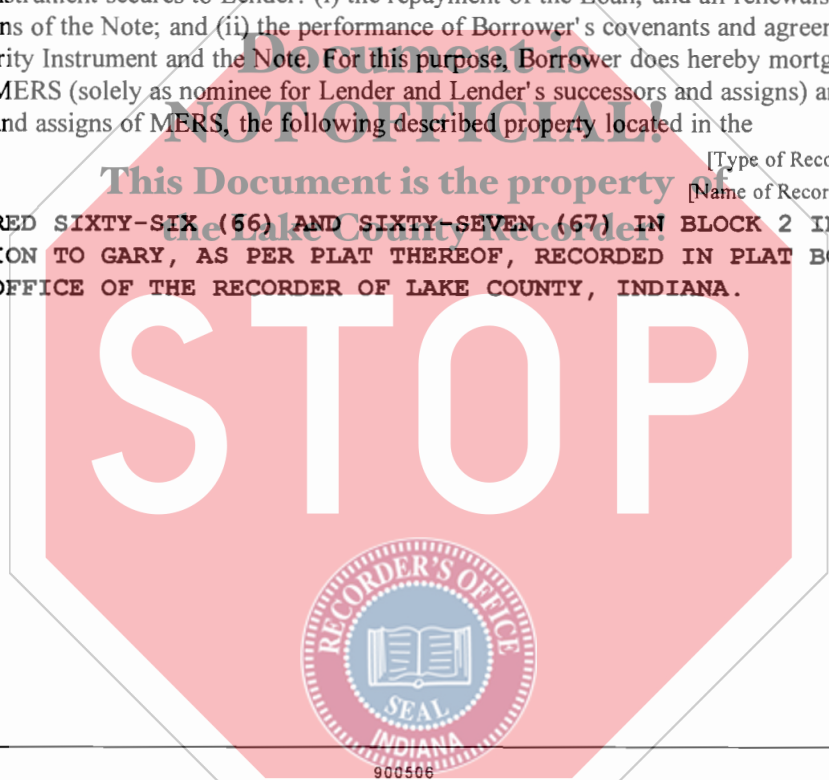 strument secures to Lender: (i) the repayment of the Loan, and all renewals
ns of the Note; and (ii) the performance of Borrower's covenants and agreer
rity Instrument and the Note. For this purpose, Borrower does hereby mortg
MERS (solely as nominee for Lender and Lender's successors and assigns) a
nd assigns of MERS, the following described property located in the
[Type of Reco
[Name of Recor
RED SIXTY-SIX (66) AND SIXTY-SEVEN (67) IN BLOCK 2 I
ON TO GARY, AS PER PLAT THEREOF, RECORDED IN PLAT BO
OFFICE OF THE RECORDER OF LAKE COUNTY, INDIANA.
Document is
NOT OFFICIAL!
This Document is the property of
the Lake County Recorder!
STOP
RECORDER'S OFFICE
SEAL
INDIANA
900506